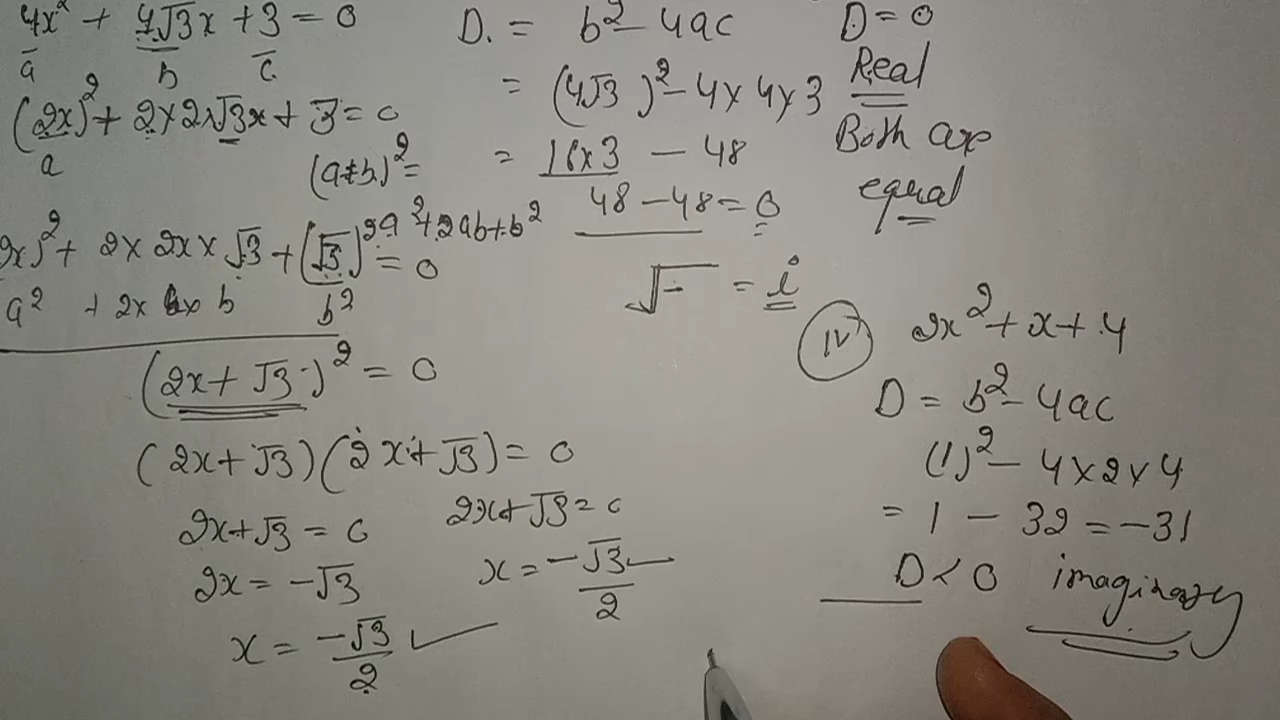 4x² + 4√3x + 3 = 0
a b c
(2x)² + 2×2×√3x + 3 = 0
a
(a+b)² =
a² + 2ab + b²
2x)² + 2× 2x × √3 + (√3)² = 0
a² + 2× a× b b²
(2x + √3)² = 0
(2x + √3)(2x + √3) = 0
2x + √3 = 0 2x + √3 = 0
2x = -√3 x = -√3/2
x = -√3/2
D. = b² - 4ac
= (4√3)² - 4×4×3
= 16×3 - 48
48 - 48 = 0
√- = i
D = 0
Real
Both are
equal
IV 2x² + x + 4
D = b² - 4ac
(1)² - 4×2×4
= 1 - 32 = -31
D < 0 imaginary